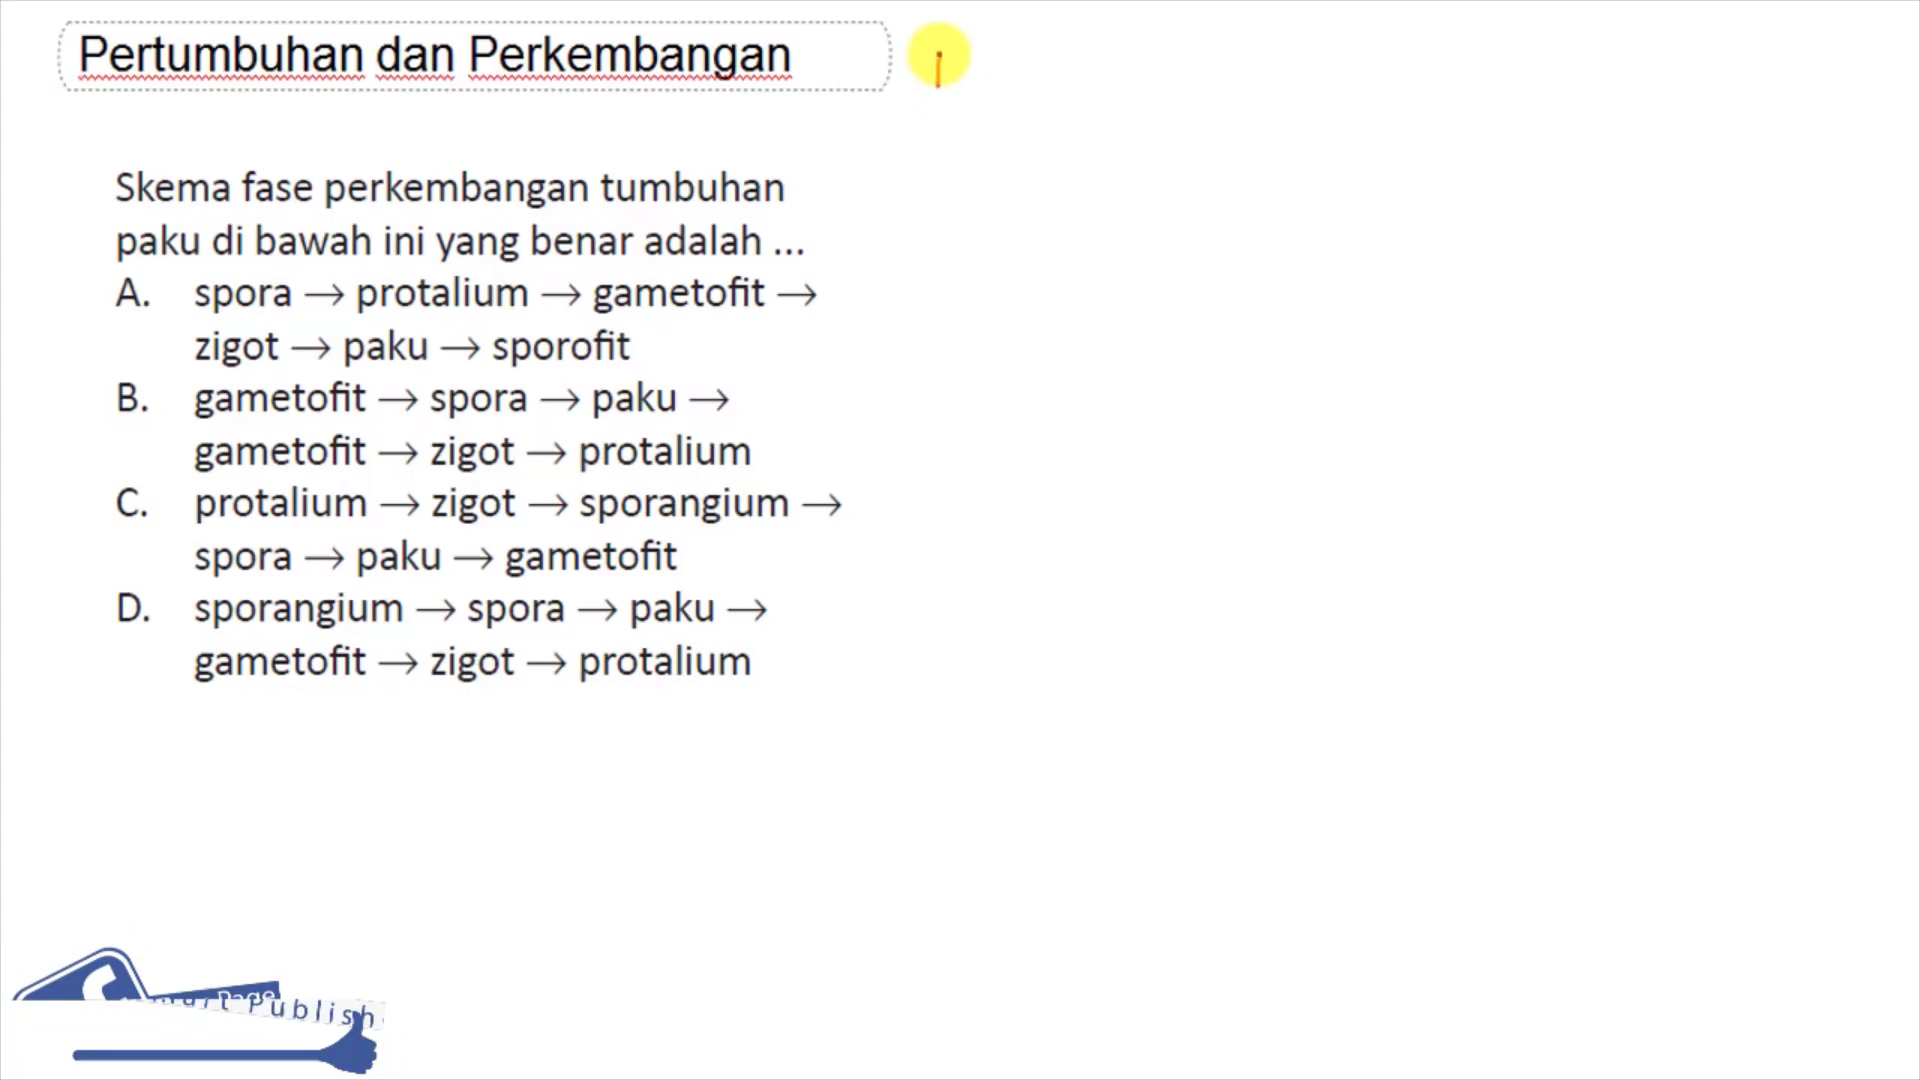 Pertumbuhan dan Perkembangan
Skema fase perkembangan tumbuhan
paku di bawah ini yang benar adalah ...
A. spora → protalium → gametofit →
zigot → paku → sporofit
B. gametofit → spora → paku →
gametofit → zigot → protalium
C. protalium → zigot → sporangium →
spora → paku → gametofit
D. sporangium → spora → paku →
gametofit → zigot → protalium
Publish